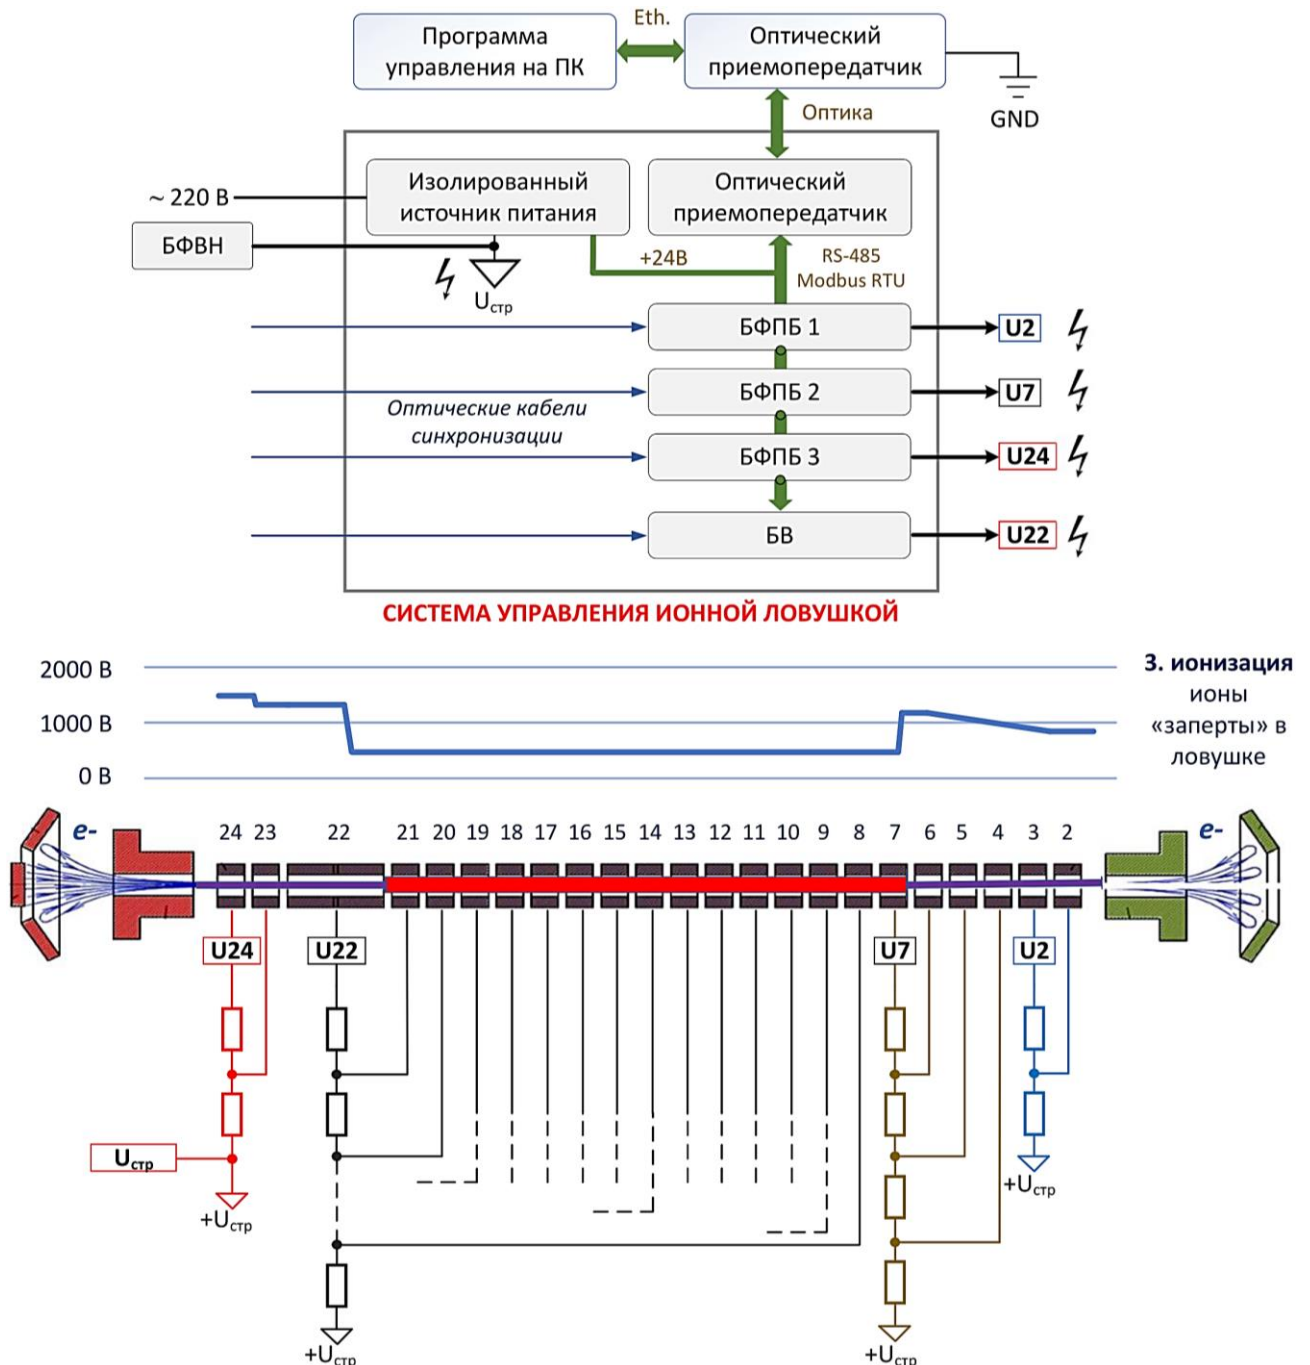 Eth.
Программа
управления на ПК
Оптический
приемопередатчик
GND
Оптика
~ 220 В
БФВН
Изолированный
источник питания
Оптический
приемопередатчик
+24В
RS-485
Modbus RTU
Uстр
БФПБ 1
U2
БФПБ 2
U7
Оптические кабели
синхронизации
БФПБ 3
U24
БВ
U22
СИСТЕМА УПРАВЛЕНИЯ ИОННОЙ ЛОВУШКОЙ
2000 В
1000 В
0 В
3. ионизация
ионы
«заперты» в
ловушке
e-
24 23 22 21 20 19 18 17 16 15 14 13 12 11 10 9 8 7 6 5 4 3 2
e-
U24
U22
U7
U2
Uстр
+Uстр
+Uстр
+Uстр
+Uстр